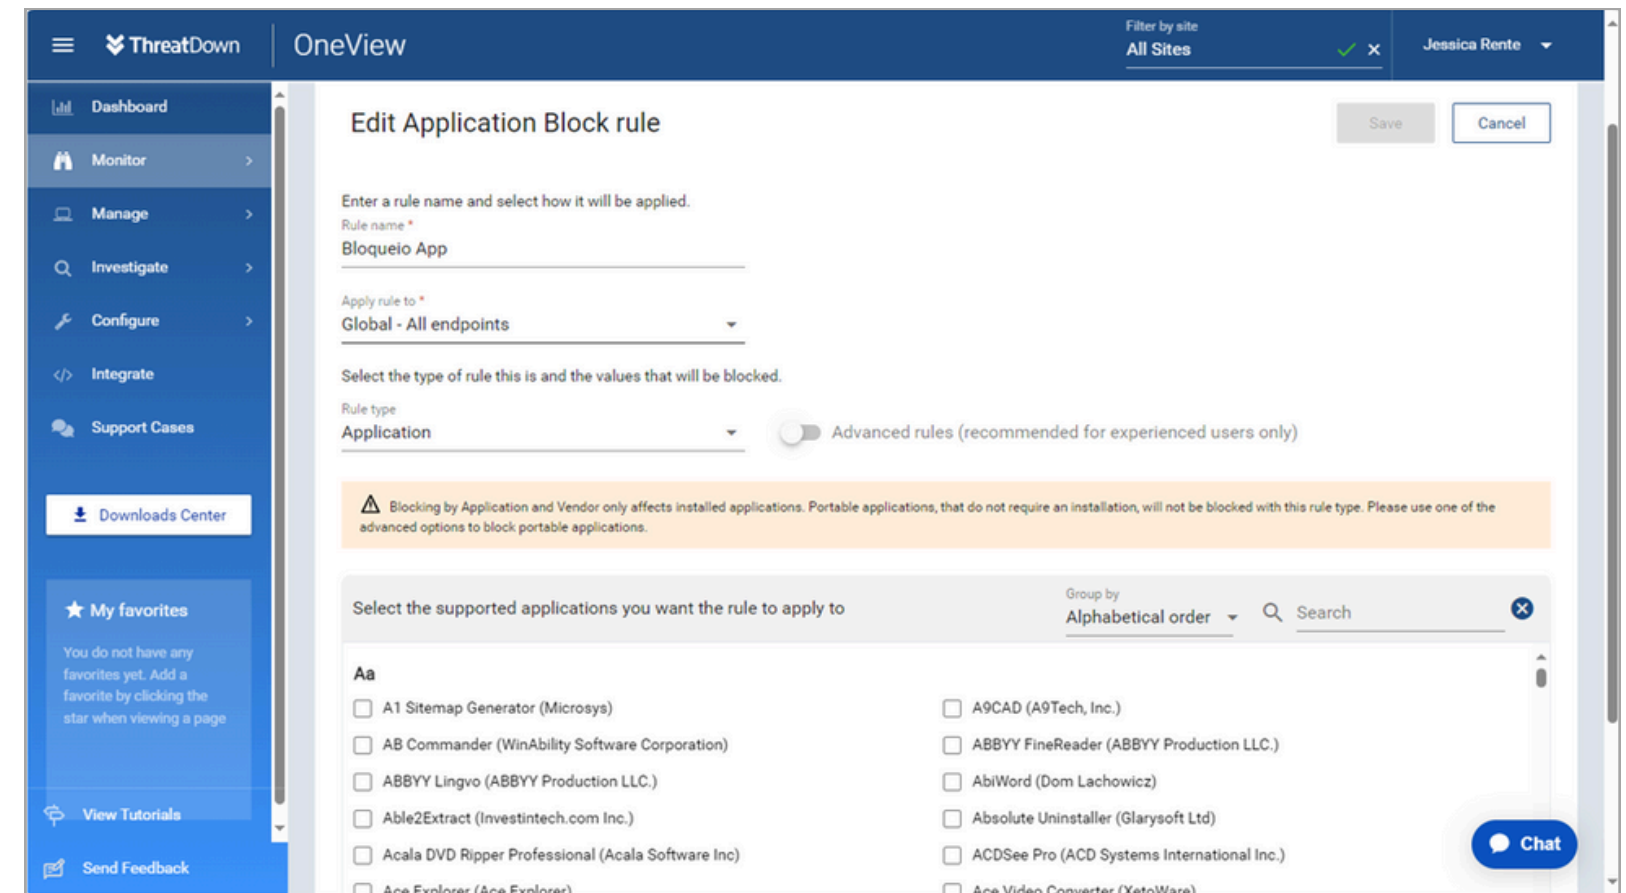 ThreatDown
OneView
Filter by site
All Sites
Jessica Rente
Dashboard
Monitor
Manage
Investigate
Configure
Integrate
Support Cases
Downloads Center
My favorites
You do not have any
favorites yet. Add a
favorite by clicking the
star when viewing a page
View Tutorials
Send Feedback
Edit Application Block rule
Save
Cancel
Enter a rule name and select how it will be applied.
Rule name *
Bloqueio App
Apply rule to *
Global - All endpoints
Select the type of rule this is and the values that will be blocked.
Rule type
Application
Advanced rules (recommended for experienced users only)
Blocking by Application and Vendor only affects installed applications. Portable applications, that do not require an installation, will not be blocked with this rule type. Please use one of the
advanced options to block portable applications.
Select the supported applications you want the rule to apply to
Group by
Alphabetical order
Search
Aa
A1 Sitemap Generator (Microsys)
A9CAD (A9Tech, Inc.)
AB Commander (WinAbility Software Corporation)
ABBYY FineReader (ABBYY Production LLC.)
ABBYY Lingvo (ABBYY Production LLC.)
AbiWord (Dom Lachowicz)
Able2Extract (Investintech.com Inc.)
Absolute Uninstaller (Glarysoft Ltd)
Acala DVD Ripper Professional (Acala Software Inc)
ACDSee Pro (ACD Systems International Inc.)
Ace Explorer (Ace Explorer)
Ace Video Converter (XetoWare)
Chat